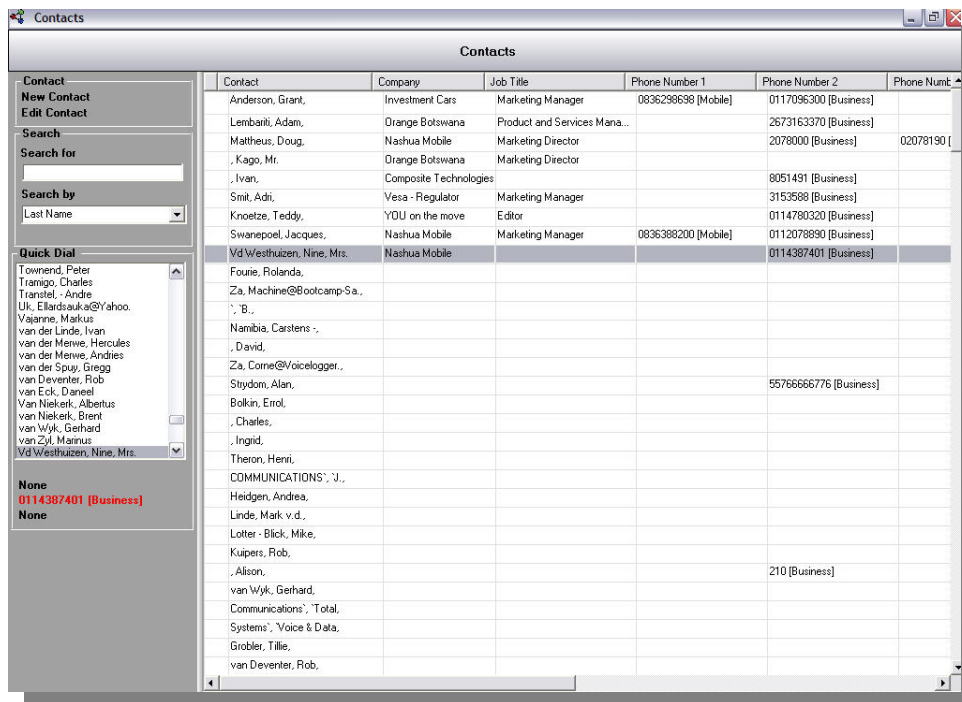 Contacts
Contacts
Contact
New Contact
Edit Contact
Search
Search for
Search by
Last Name
Quick Dial
Townend, Peter
Tramigo, Charles
Transtel, - Andre
Uk, Ellardsauka@Yahoo.
Vajanne, Markus
van der Linde, Ivan
van der Merwe, Hercules
van der Merwe, Andries
van der Spuy, Gregg
van Deventer, Rob
van Eck, Daneel
Van Niekerk, Albertus
van Niekerk, Brent
van Wyk, Gerhard
van Zyl, Marinus
Vd Westhuizen, Nine, Mrs.
None
0114387401 [Business]
None
Contact Company Job Title Phone Number 1 Phone Number 2 Phone Numb
Anderson, Grant, Investment Cars Marketing Manager 0836298698 [Mobile] 0117096300 [Business]
Lembariti, Adam, Orange Botswana Product and Services Mana... 2673163370 [Business]
Mattheus, Doug, Nashua Mobile Marketing Director 2078000 [Business] 02078190 [
, Kago, Mr. Orange Botswana Marketing Director
, Ivan, Composite Technologies 8051491 [Business]
Smit, Adri, Vesa - Regulator Marketing Manager 3153588 [Business]
Knoetze, Teddy, YOU on the move Editor 0114780320 [Business]
Swanepoel, Jacques, Nashua Mobile Marketing Manager 0836388200 [Mobile] 0112078890 [Business]
Vd Westhuizen, Nine, Mrs. Nashua Mobile 0114387401 [Business]
Fourie, Rolanda,
Za, Machine@Bootcamp-Sa.,
`, `B.,
Namibia, Carstens -,
, David,
Za, Corne@Voicelogger.,
Strydom, Alan, 55766666776 [Business]
Bolkin, Errol,
, Charles,
, Ingrid,
Theron, Henri,
COMMUNICATIONS`, `J.,
Heidgen, Andrea,
Linde, Mark v.d.,
Lotter - Blick, Mike,
Kuipers, Rob,
, Alison, 210 [Business]
van Wyk, Gerhard,
Communications`, `Total,
Systems`, `Voice & Data,
Grobler, Tillie,
van Deventer, Rob,